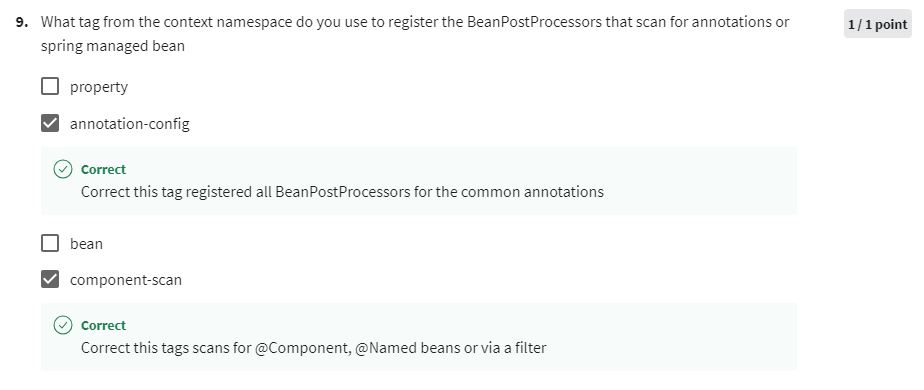 9. What tag from the context namespace do you use to register the BeanPostProcessors that scan for annotations or
1 / 1 point
spring managed bean
property
annotation-config
Correct
Correct this tag registered all BeanPostProcessors for the common annotations
bean
component-scan
Correct
Correct this tags scans for @Component, @Named beans or via a filter